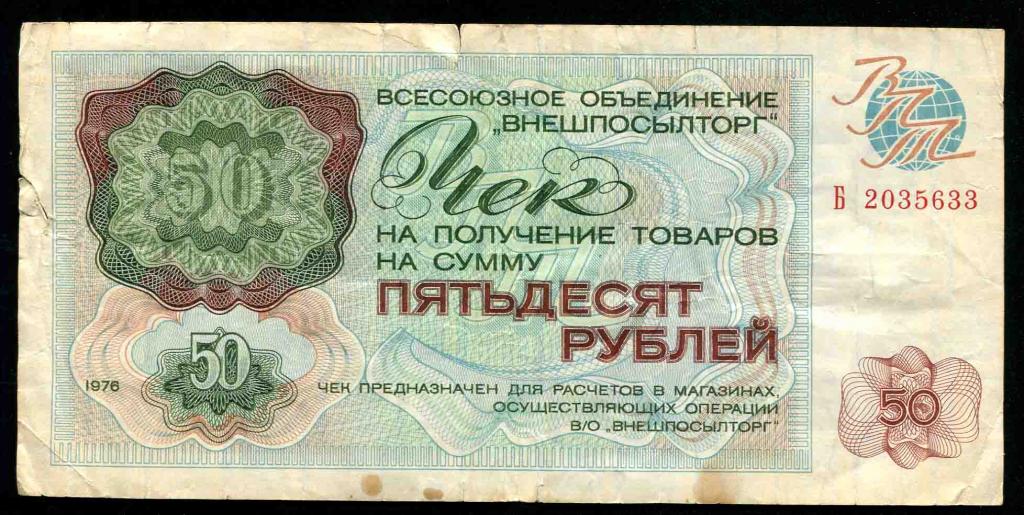 ВСЕСОЮЗНОЕ ОБЪЕДИНЕНИЕ
„ВНЕШПОСЫЛТОРГ"
ВПТ
Чек
Б 2035633
50
НА ПОЛУЧЕНИЕ ТОВАРОВ
НА СУММУ
ПЯТЬДЕСЯТ
РУБЛЕЙ
50
1976
ЧЕК ПРЕДНАЗНАЧЕН ДЛЯ РАСЧЕТОВ В МАГАЗИНАХ,
ОСУЩЕСТВЛЯЮЩИХ ОПЕРАЦИИ
В/О „ВНЕШПОСЫЛТОРГ"
50